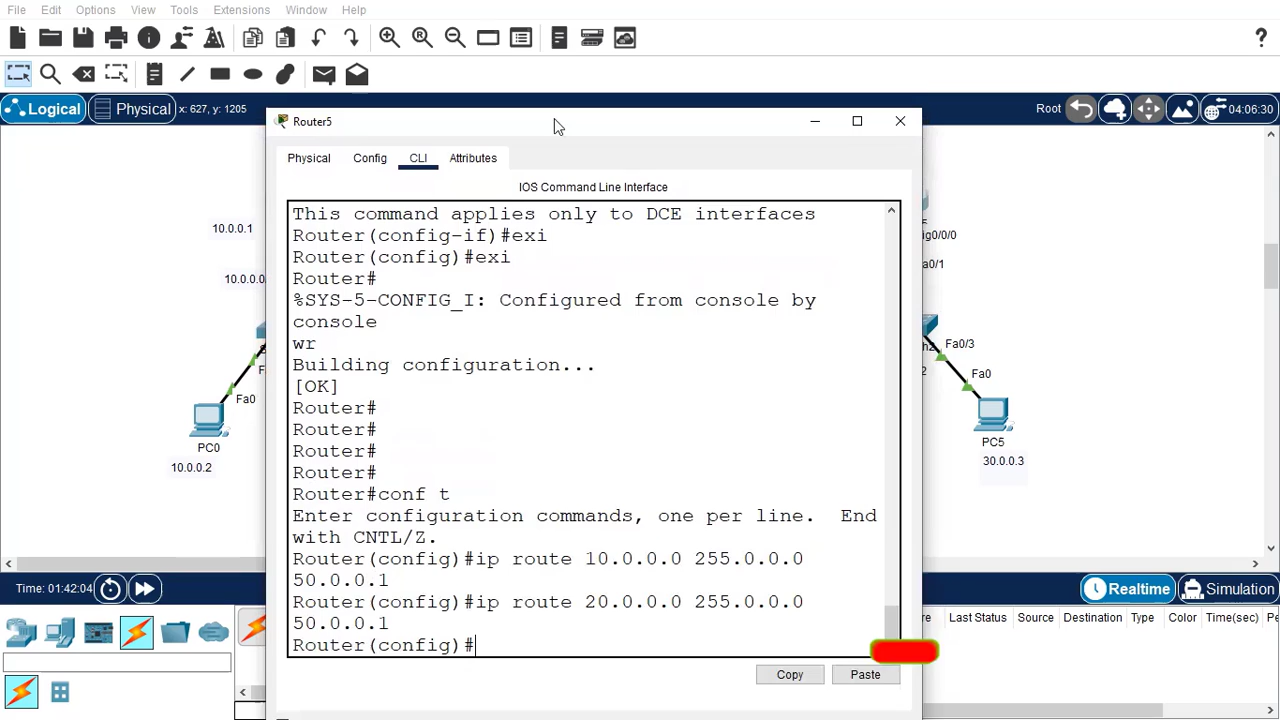 File Edit Options View Tools Extensions Window Help
?
Logical Physical x: 627, y: 1205 Root 04:06:30
Router5
Physical Config CLI Attributes
IOS Command Line Interface
This command applies only to DCE interfaces
Router(config-if)#exi
Router(config)#exi
Router#
%SYS-5-CONFIG_I: Configured from console by
console
wr
Building configuration...
[OK]
Router#
Router#
Router#
Router#
Router#conf t
Enter configuration commands, one per line. End
with CNTL/Z.
Router(config)#ip route 10.0.0.0 255.0.0.0
50.0.0.1
Router(config)#ip route 20.0.0.0 255.0.0.0
50.0.0.1
Router(config)#
Copy Paste
10.0.0.1
10.0.0.0
Fa0
PC0
10.0.0.2
ig0/0/0
a0/1
Fa0/3
Fa0
PC5
30.0.0.3
Time: 01:42:04 Realtime Simulation
Last Status Source Destination Type Color Time(sec)